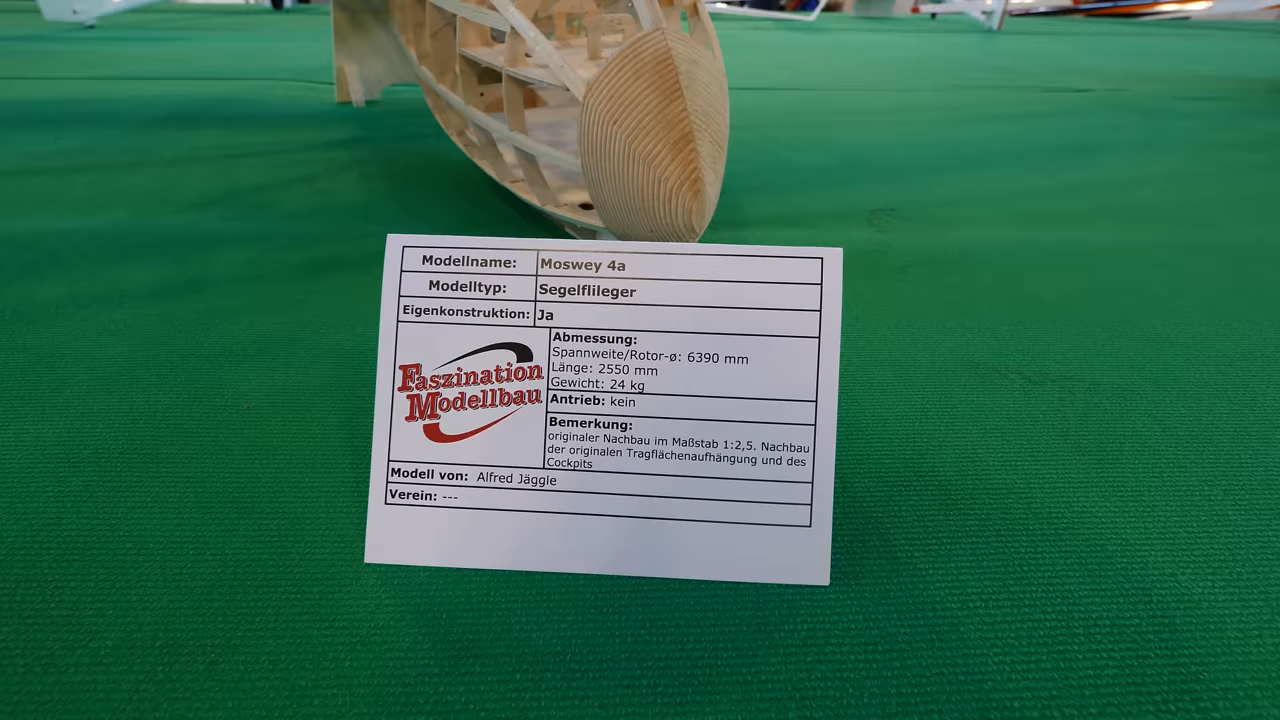 Modellname: Moswey 4a
Modelltyp: Segelflileger
Eigenkonstruktion: Ja
Faszination
Modellbau
Abmessung:
Spannweite/Rotor-ø: 6390 mm
Länge: 2550 mm
Gewicht: 24 kg
Antrieb: kein
Bemerkung:
originaler Nachbau im Maßstab 1:2,5. Nachbau
der originalen Tragflächenaufhängung und des
Cockpits
Modell von: Alfred Jäggle
Verein: ---